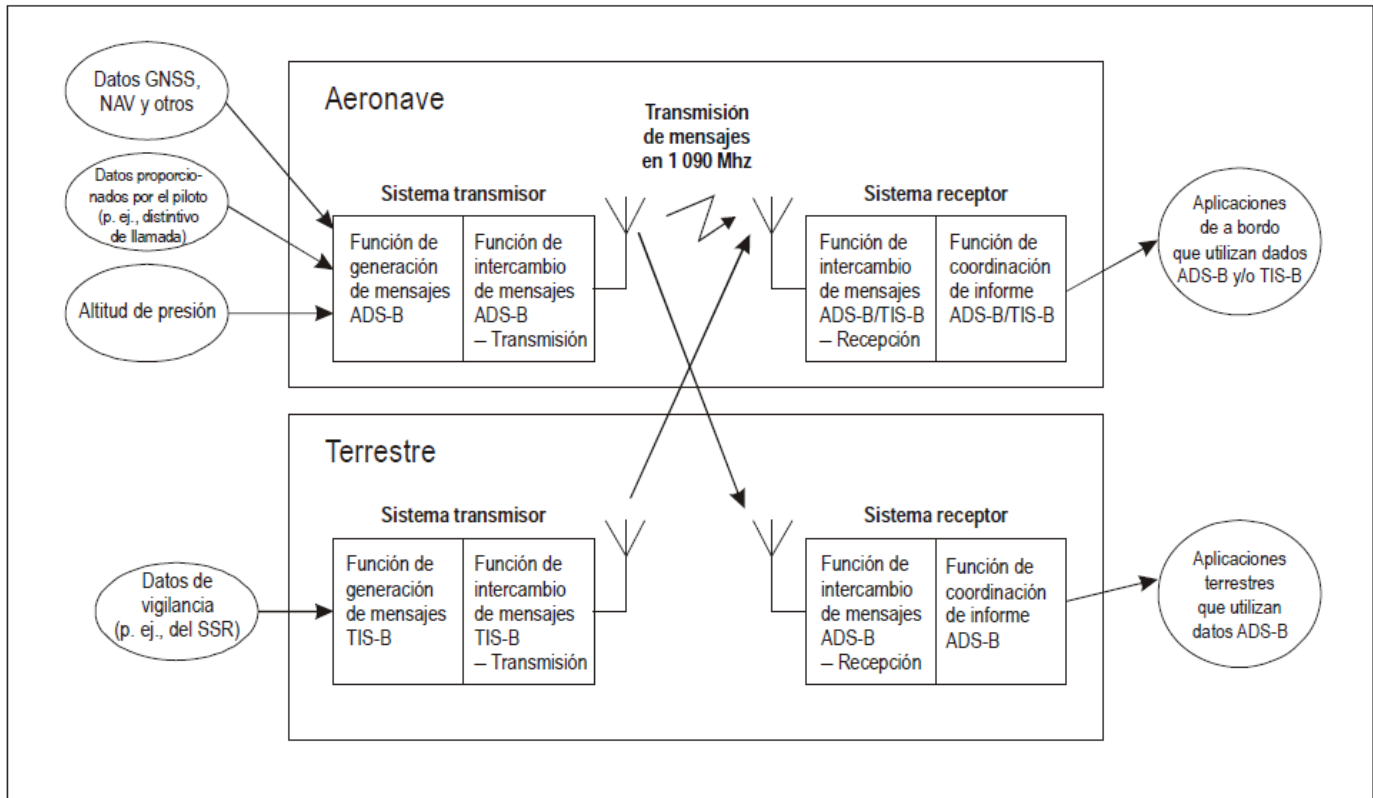 Datos GNSS,
NAV y otros
Datos proporcio-
nados por el piloto
(p. ej., distintivo
de llamada)
Altitud de presión
Aeronave
Transmisión
de mensajes
en 1 090 Mhz
Sistema transmisor
Función de
generación
de mensajes
ADS-B
Función de
intercambio
de mensajes
ADS-B
– Transmisión
Sistema receptor
Función de
intercambio
de mensajes
ADS-B/TIS-B
– Recepción
Función de
coordinación
de informe
ADS-B/TIS-B
Aplicaciones
de a bordo
que utilizan dados
ADS-B y/o TIS-B
Terrestre
Datos de
vigilancia
(p. ej., del SSR)
Sistema transmisor
Función de
generación
de mensajes
TIS-B
Función de
intercambio
de mensajes
TIS-B
– Transmisión
Sistema receptor
Función de
intercambio
de mensajes
ADS-B
– Recepción
Función de
coordinación
de informe
ADS-B
Aplicaciones
terrestres
que utilizan
datos ADS-B